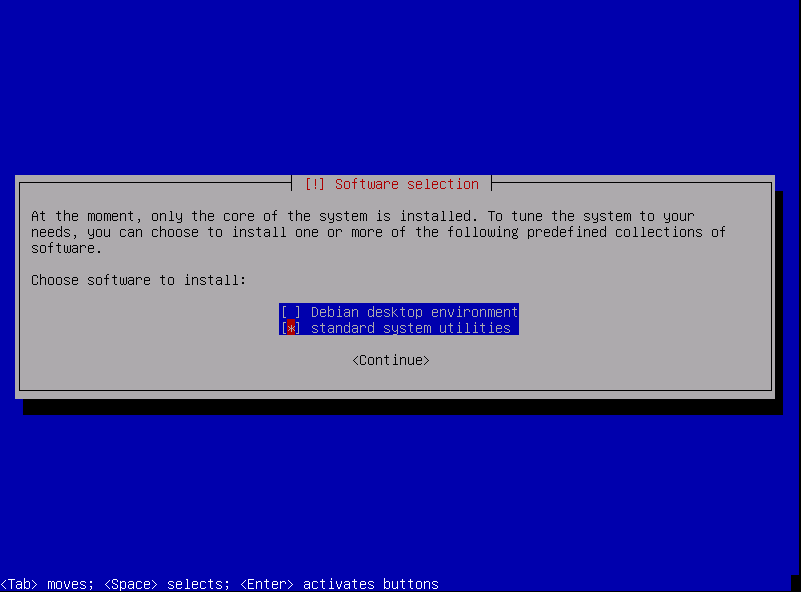 [!] Software selection
At the moment, only the core of the system is installed. To tune the system to your
needs, you can choose to install one or more of the following predefined collections of
software.
Choose software to install:
[ ] Debian desktop environment
[*] standard system utilities
<Continue>
<Tab> moves; <Space> selects; <Enter> activates buttons